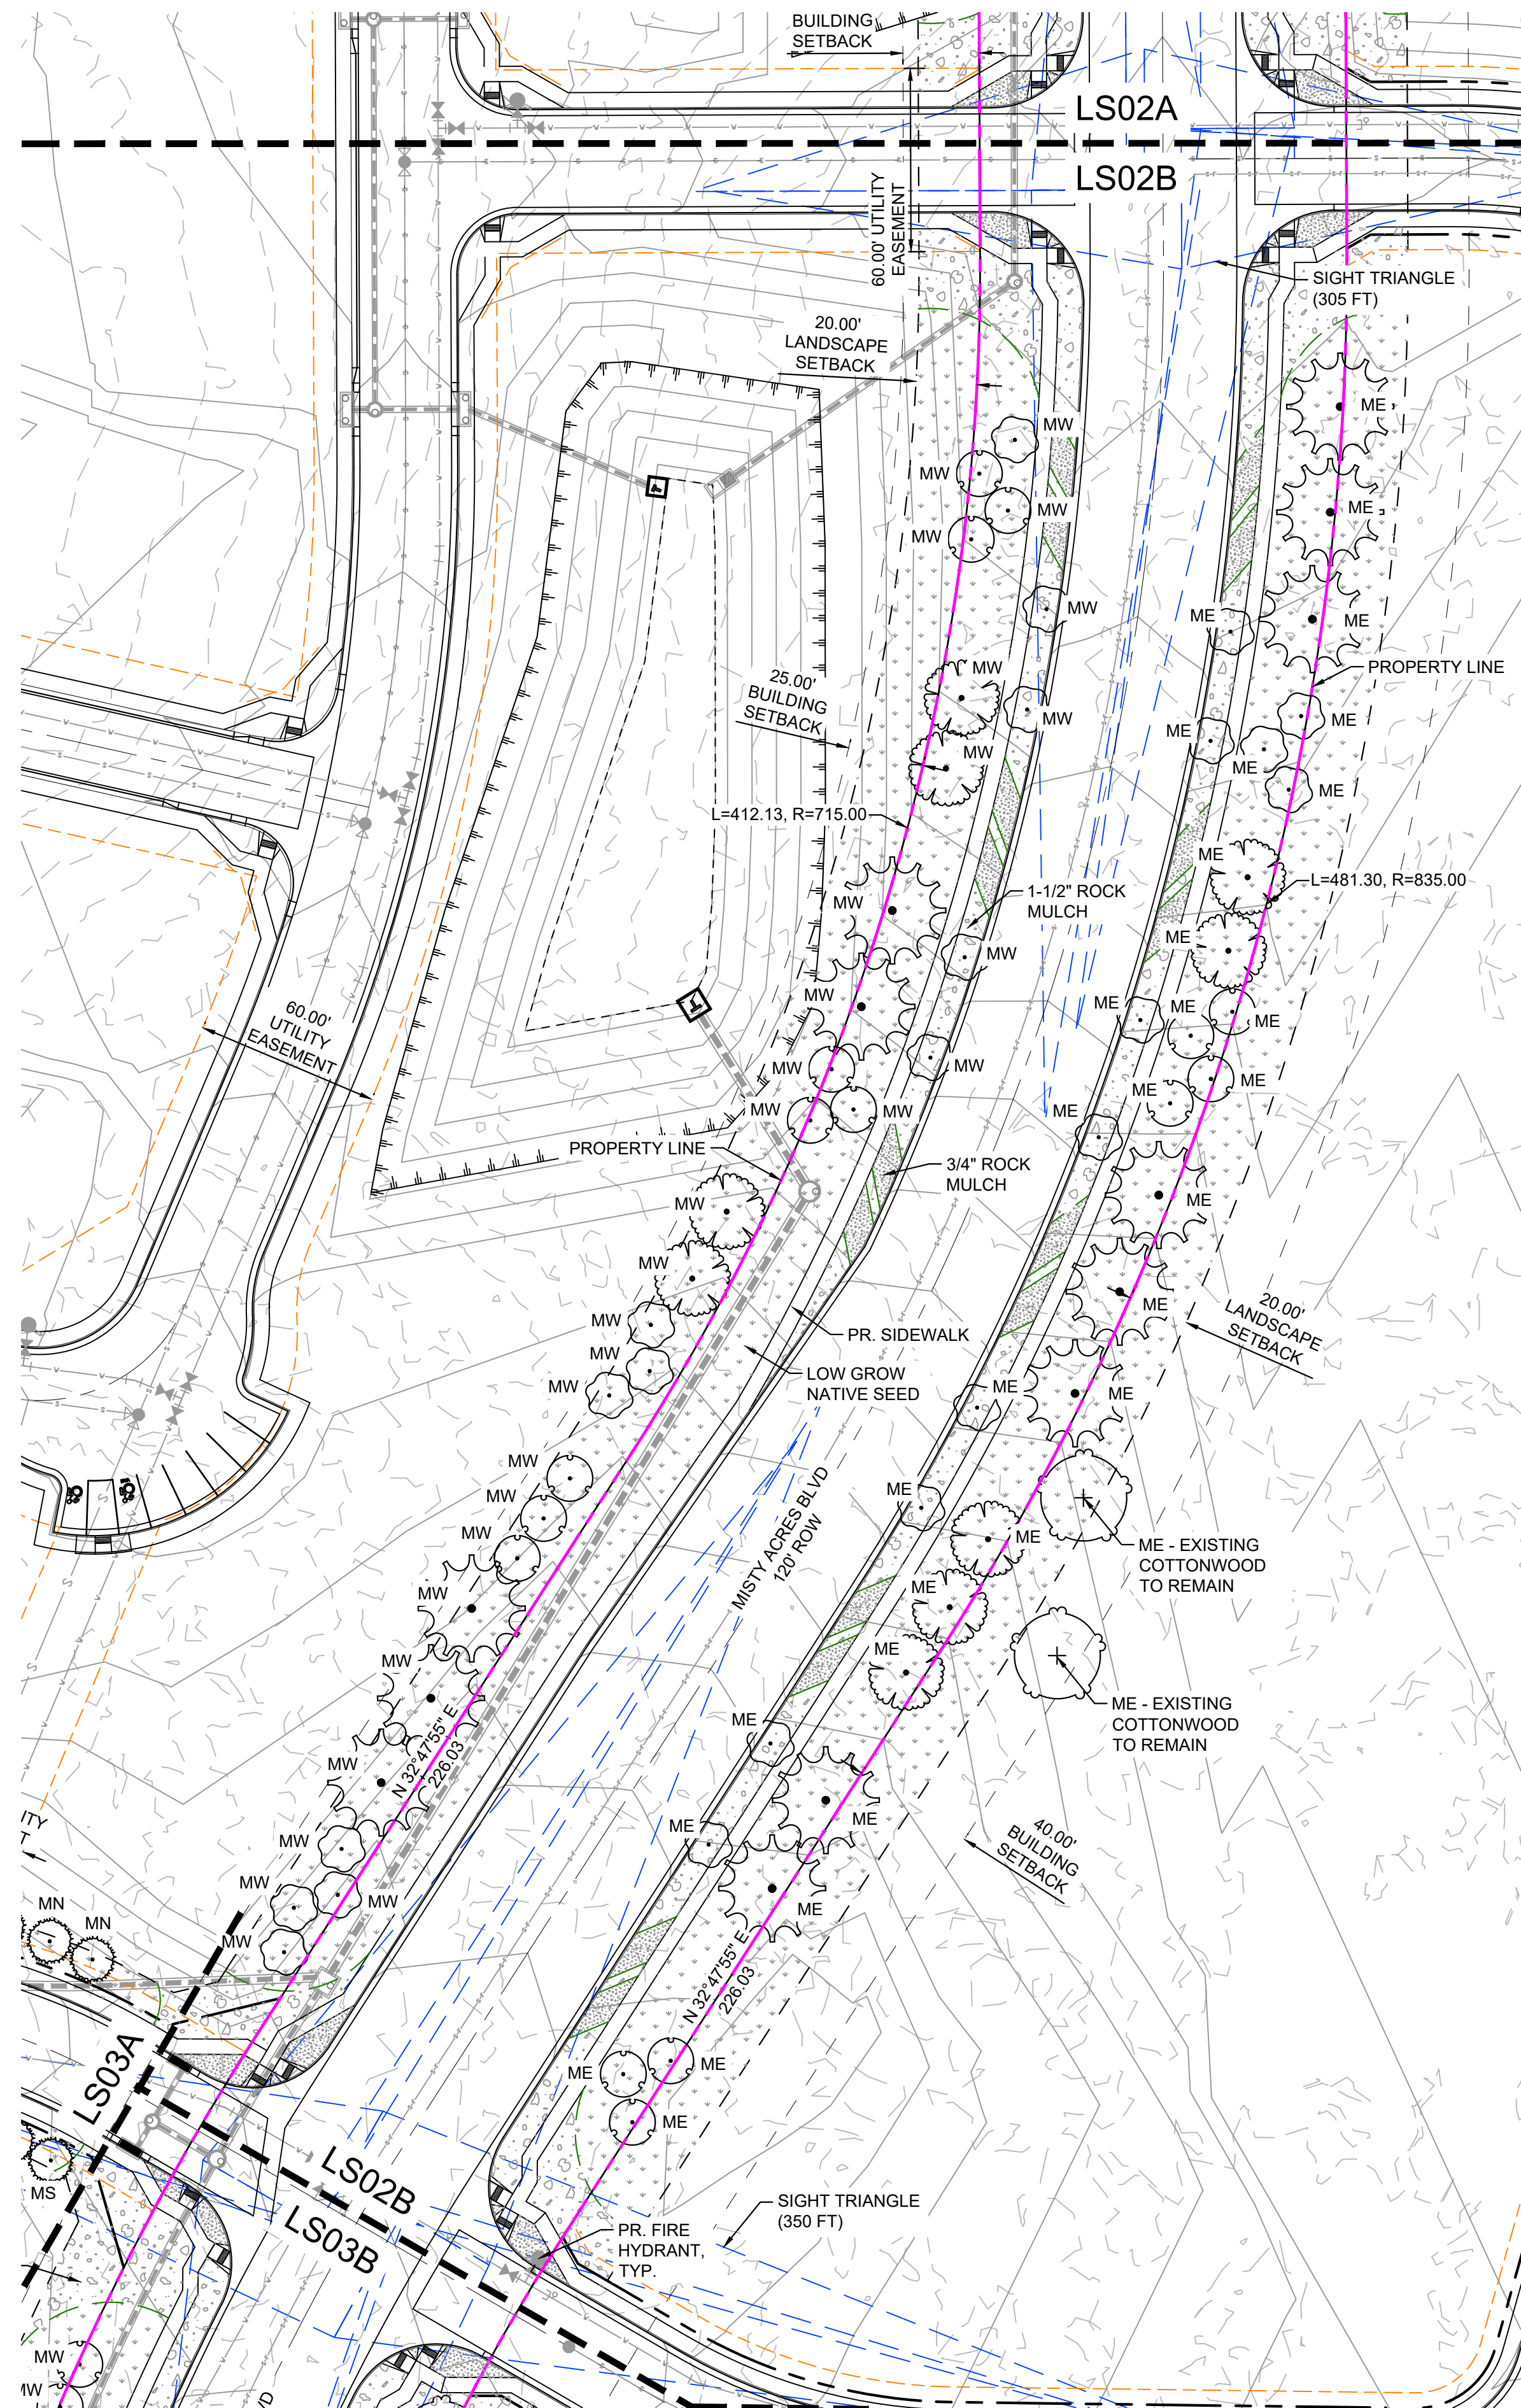 BUILDING
SETBACK
LS02A
LS02B
60.00' UTILITY
EASEMENT
SIGHT TRIANGLE
(305 FT)
20.00'
LANDSCAPE
SETBACK
ME
MW
MW
MW
ME
MW
MW
ME
ME
PROPERTY LINE
MW
25.00'
BUILDING
SETBACK
MW
ME
ME
MW
ME
ME
L=412.13, R=715.00
ME
L=481.30, R=835.00
1-1/2" ROCK
MULCH
MW
ME
MW
MW
ME
ME
ME
60.00'
UTILITY
EASEMENT
MW
MW
ME
ME
MW
MW
ME
PROPERTY LINE
3/4" ROCK
MULCH
MW
ME
MW
ME
20.00'
LANDSCAPE
SETBACK
MW
PR. SIDEWALK
MW
LOW GROW
NATIVE SEED
MW
ME
ME
MW
MW
ME
MISTY ACRES BLVD
120' ROW
MW
ME
ME - EXISTING
COTTONWOOD
TO REMAIN
MW
ME
ME
MW
ME - EXISTING
COTTONWOOD
TO REMAIN
ME
N 32°47'55" E
226.03
MW
ME
ME
40.00'
BUILDING
SETBACK
MW
MW
MW
ME
MN
MN
MW
N 32°47'55" E
226.03
LS03A
ME
ME
ME
LS02B
LS03B
MS
SIGHT TRIANGLE
(350 FT)
PR. FIRE
HYDRANT,
TYP.
MW